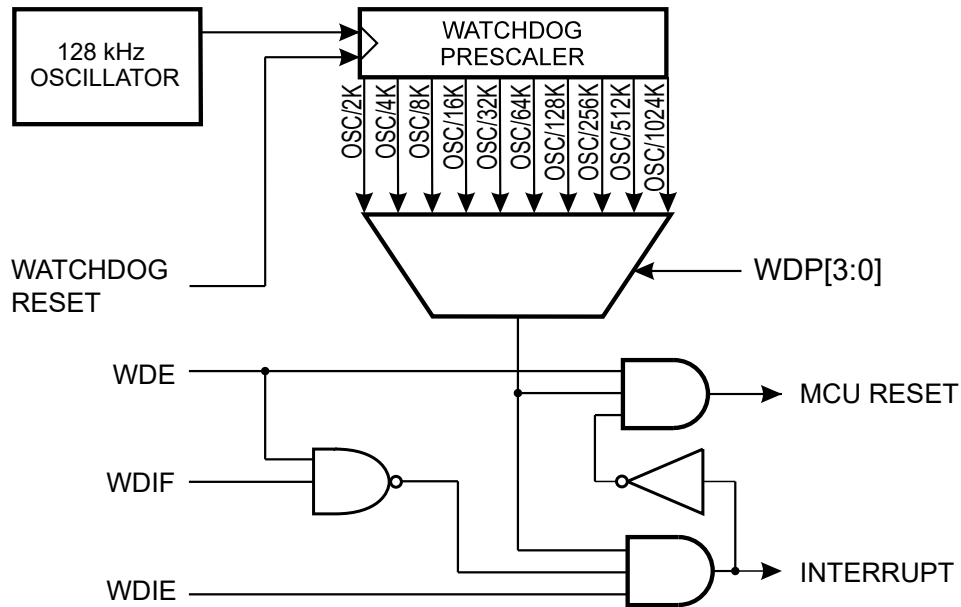 128 kHz
OSCILLATOR
WATCHDOG
PRESCALER
OSC/2K
OSC/4K
OSC/8K
OSC/16K
OSC/32K
OSC/64K
OSC/128K
OSC/256K
OSC/512K
OSC/1024K
WATCHDOG
RESET
WDP[3:0]
WDE
MCU RESET
WDIF
WDIE
INTERRUPT